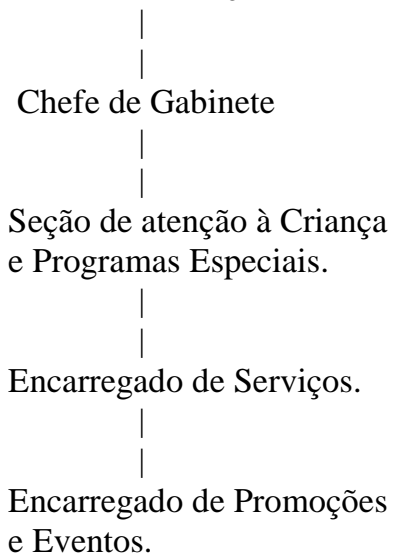 Chefe de Gabinete
Seção de atenção à Criança
e Programas Especiais.
Encarregado de Serviços.
Encarregado de Promoções
e Eventos.